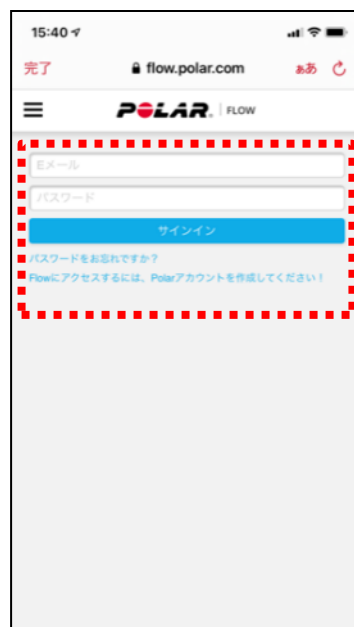 15:40
完了 flow.polar.com ああ
POLAR. FLOW
Eメール
パスワード
サインイン
パスワードをお忘れですか？
Flowにアクセスするには、Polarアカウントを作成してください！